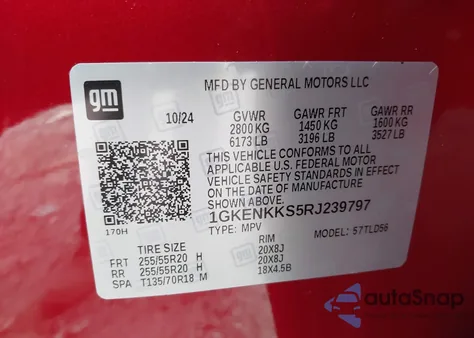 gm
MFD BY GENERAL MOTORS LLC
10/24 GVWR GAWR FRT GAWR RR
2800 KG 1450 KG 1600 KG
6173 LB 3196 LB 3527 LB
THIS VEHICLE CONFORMS TO ALL
APPLICABLE U.S. FEDERAL MOTOR
VEHICLE SAFETY STANDARDS IN EFFECT
ON THE DATE OF MANUFACTURE
SHOWN ABOVE.
1GKENKKS5RJ239797
170H
TYPE: MPV MODEL: 57TLD56
TIRE SIZE RIM
FRT 255/55R20 H 20X8J
RR 255/55R20 H 20X8J
SPA T135/70R18 M 18X4.5B
autoSnap